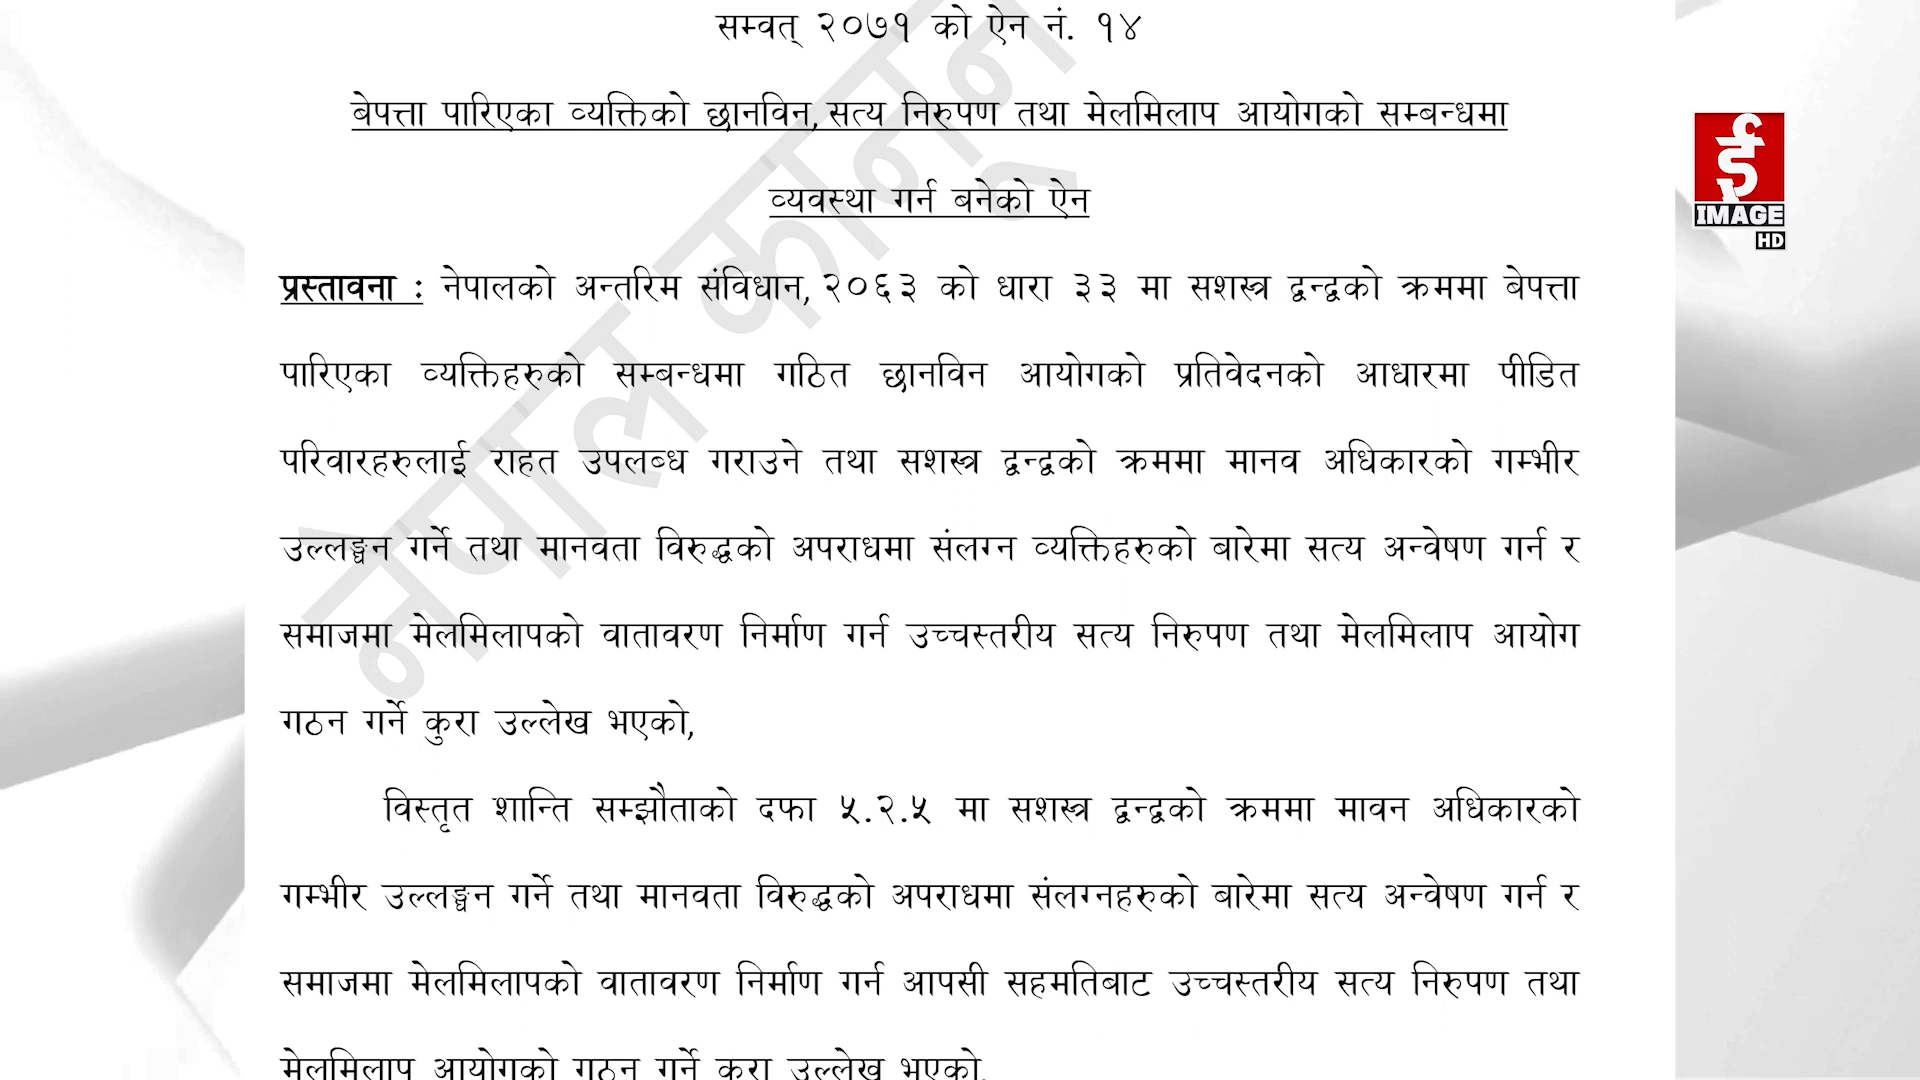 सम्वत् २०७१ को ऐन नं. १४
बेपत्ता पारिएका व्यक्तिको छानविन, सत्य निरुपण तथा मेलमिलाप आयोगको सम्बन्धमा
व्यवस्था गर्न बनेको ऐन
प्रस्तावना : नेपालको अन्तरिम संविधान, २०६३ को धारा ३३ मा सशस्त्र द्वन्द्वको क्रममा बेपत्ता
पारिएका व्यक्तिहरुको सम्बन्धमा गठित छानविन आयोगको प्रतिवेदनको आधारमा पीडित
परिवारहरुलाई राहत उपलब्ध गराउने तथा सशस्त्र द्वन्द्वको क्रममा मानव अधिकारको गम्भीर
उल्लङ्घन गर्ने तथा मानवता विरुद्धको अपराधमा संलग्न व्यक्तिहरुको बारेमा सत्य अन्वेषण गर्न र
समाजमा मेलमिलापको वातावरण निर्माण गर्न उच्चस्तरीय सत्य निरुपण तथा मेलमिलाप आयोग
गठन गर्ने कुरा उल्लेख भएको,
विस्तृत शान्ति सम्झौताको दफा ५.२.५ मा सशस्त्र द्वन्द्वको क्रममा मावन अधिकारको
गम्भीर उल्लङ्घन गर्ने तथा मानवता विरुद्धको अपराधमा संलग्नहरुको बारेमा सत्य अन्वेषण गर्न र
समाजमा मेलमिलापको वातावरण निर्माण गर्न आपसी सहमतिबाट उच्चस्तरीय सत्य निरुपण तथा
मेलमिलाप आयोगको गठन गर्ने कुरा उल्लेख भएको,
नेपाल कानून
ई
IMAGE
HD